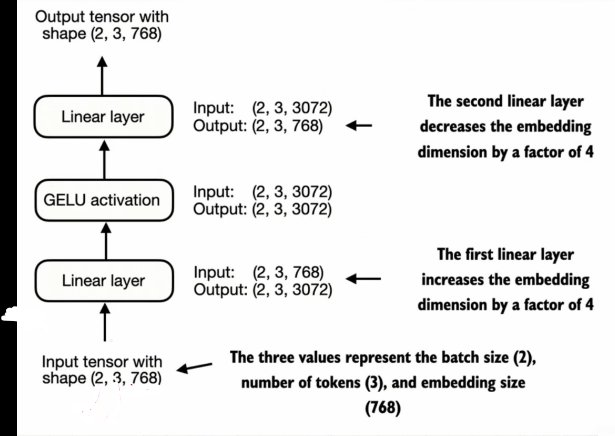 Output tensor with
shape (2, 3, 768)
Linear layer
Input: (2, 3, 3072)
Output: (2, 3, 768)
The second linear layer
decreases the embedding
dimension by a factor of 4
GELU activation
Input: (2, 3, 3072)
Output: (2, 3, 3072)
Linear layer
Input: (2, 3, 768)
Output: (2, 3, 3072)
The first linear layer
increases the embedding
dimension by a factor of 4
Input tensor with
shape (2, 3, 768)
The three values represent the batch size (2),
number of tokens (3), and embedding size
(768)